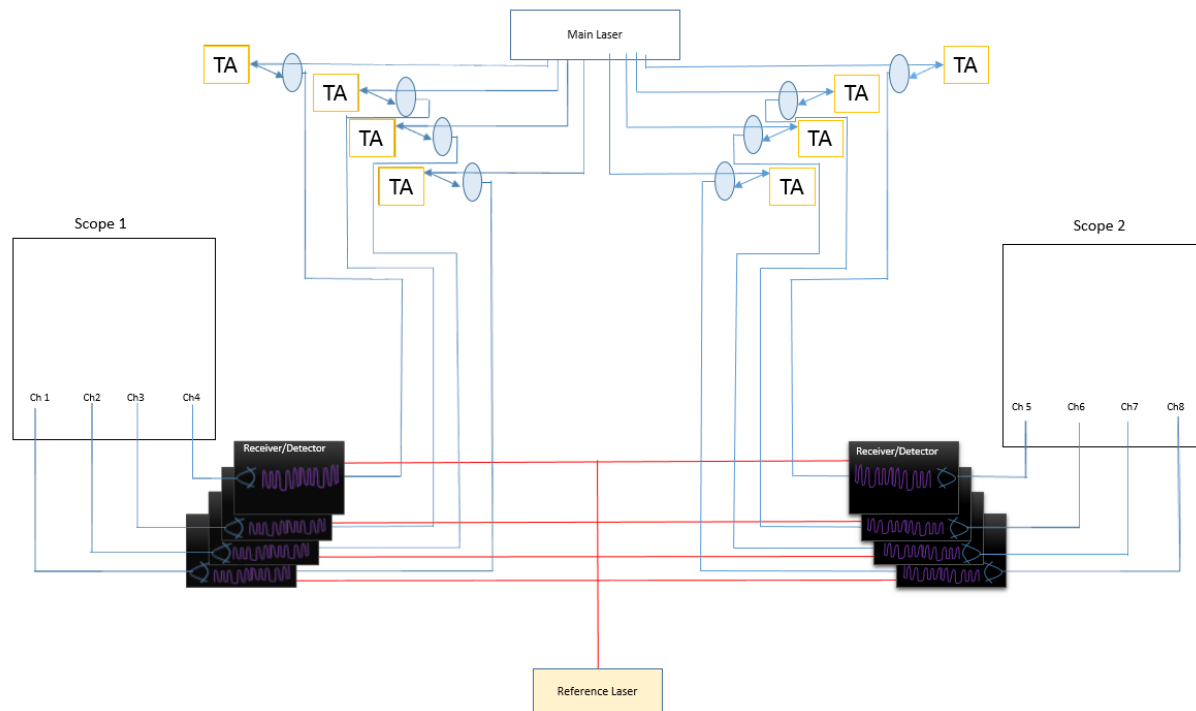 Main Laser
TA
TA
TA
TA
TA
TA
TA
TA
Scope 1
Scope 2
Ch 1
Ch2
Ch3
Ch4
Ch 5
Ch6
Ch7
Ch8
Receiver/Detector
Receiver/Detector
Reference Laser